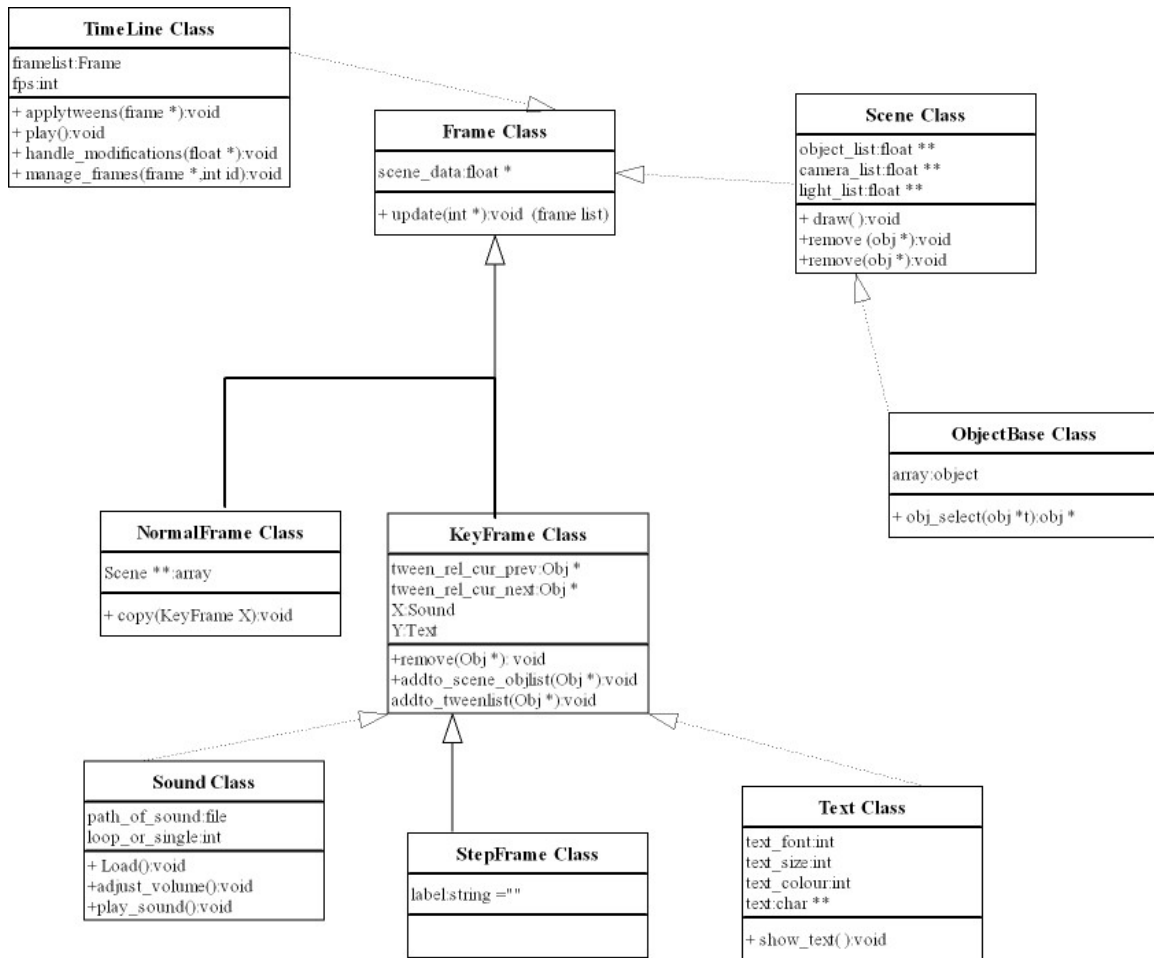 TimeLine Class
framelist:Frame
fps:int
+ applytweens(frame *):void
+ play():void
+ handle_modifications(float *):void
+ manage_frames(frame *,int id):void
Frame Class
scene_data:float *
+ update(int *):void (frame list)
Scene Class
object_list:float **
camera_list:float **
light_list:float **
+ draw( ):void
+remove (obj *):void
+remove(obj *):void
ObjectBase Class
array:object
+ obj_select(obj *t):obj *
NormalFrame Class
Scene **:array
+ copy(KeyFrame X):void
KeyFrame Class
tween_rel_cur_prev:Obj *
tween_rel_cur_next:Obj *
X:Sound
Y:Text
+remove(Obj *): void
+addto_scene_objlist(Obj *):void
addto_tweenlist(Obj *):void
Sound Class
path_of_sound:file
loop_or_single:int
+ Load():void
+adjust_volume():void
+play_sound():void
StepFrame Class
label:string =""
Text Class
text_font:int
text_size:int
text_colour:int
text:char **
+ show_text( ):void